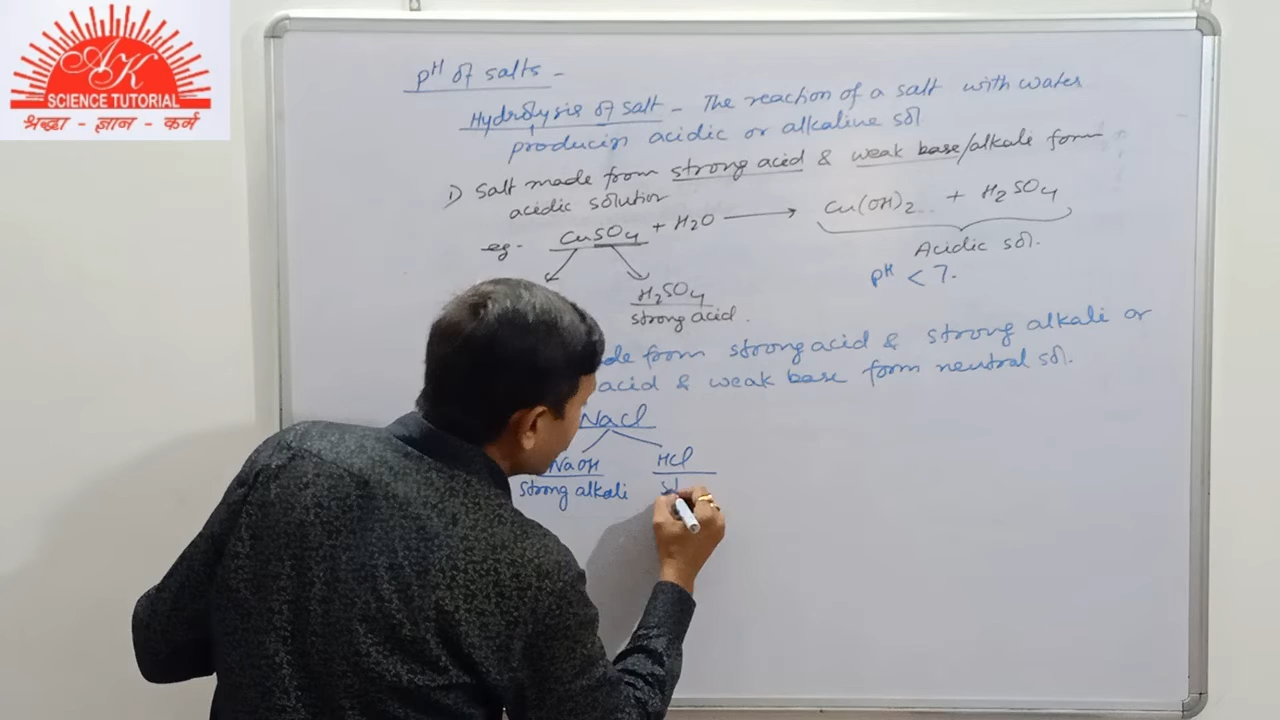 AK
SCIENCE TUTORIAL
श्रद्धा - ज्ञान - कर्म
pH of salts -
Hydrolysis of salt - The reaction of a salt with water
producing acidic or alkaline sol
1) Salt made from strong acid & weak base/alkali form
acidic solution
eg. CuSO4 + H2O → Cu(OH)2 + H2SO4
Acidic sol.
pH < 7.
H2SO4
strong acid.
de from strong acid & strong alkali or
acid & weak base form neutral sol.
NaCl
NaOH HCl
strong alkali st